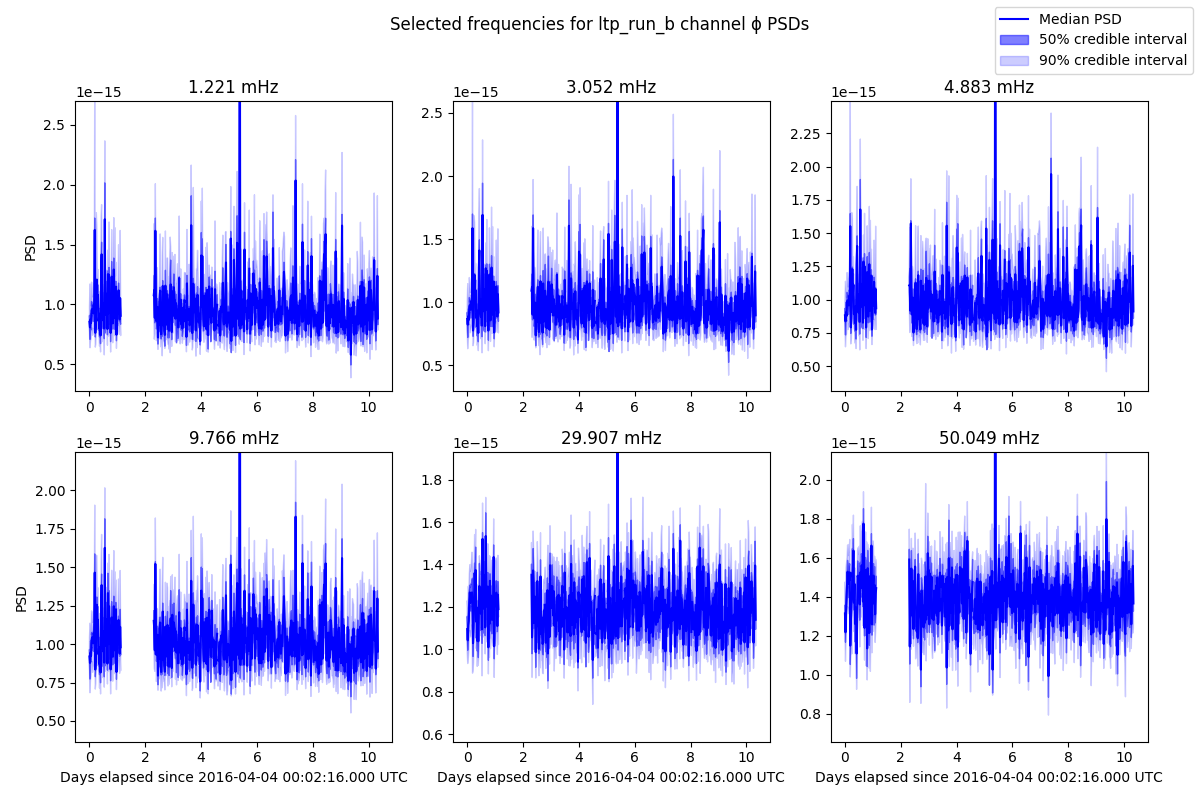 Selected frequencies for ltp_run_b channel ϕ PSDs
Median PSD
50% credible interval
90% credible interval
1e−15 1.221 mHz
PSD
2.5
2.0
1.5
1.0
0.5
0 2 4 6 8 10
1e−15 3.052 mHz
2.5
2.0
1.5
1.0
0.5
0 2 4 6 8 10
1e−15 4.883 mHz
2.25
2.00
1.75
1.50
1.25
1.00
0.75
0.50
0 2 4 6 8 10
1e−15 9.766 mHz
PSD
2.00
1.75
1.50
1.25
1.00
0.75
0.50
0 2 4 6 8 10
Days elapsed since 2016-04-04 00:02:16.000 UTC
1e−15 29.907 mHz
1.8
1.6
1.4
1.2
1.0
0.8
0.6
0 2 4 6 8 10
Days elapsed since 2016-04-04 00:02:16.000 UTC
1e−15 50.049 mHz
2.0
1.8
1.6
1.4
1.2
1.0
0.8
0 2 4 6 8 10
Days elapsed since 2016-04-04 00:02:16.000 UTC